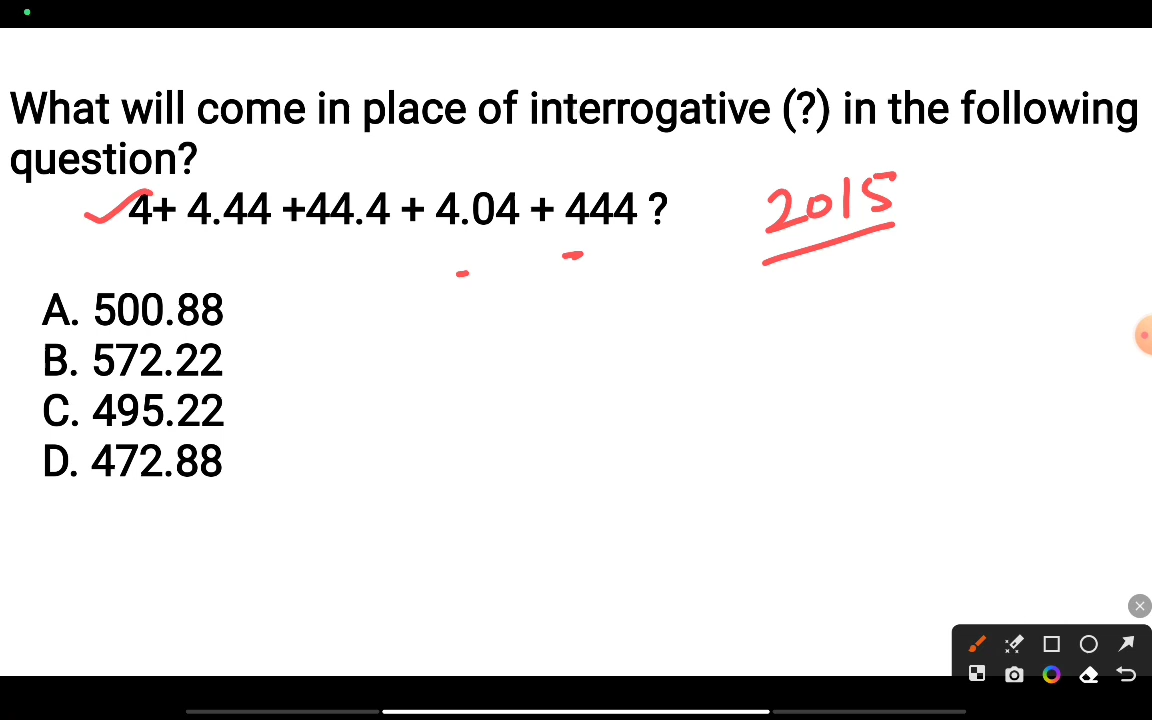 What will come in place of interrogative (?) in the following
question?
4+ 4.44 +44.4 + 4.04 + 444 ?
2015
A. 500.88
B. 572.22
C. 495.22
D. 472.88